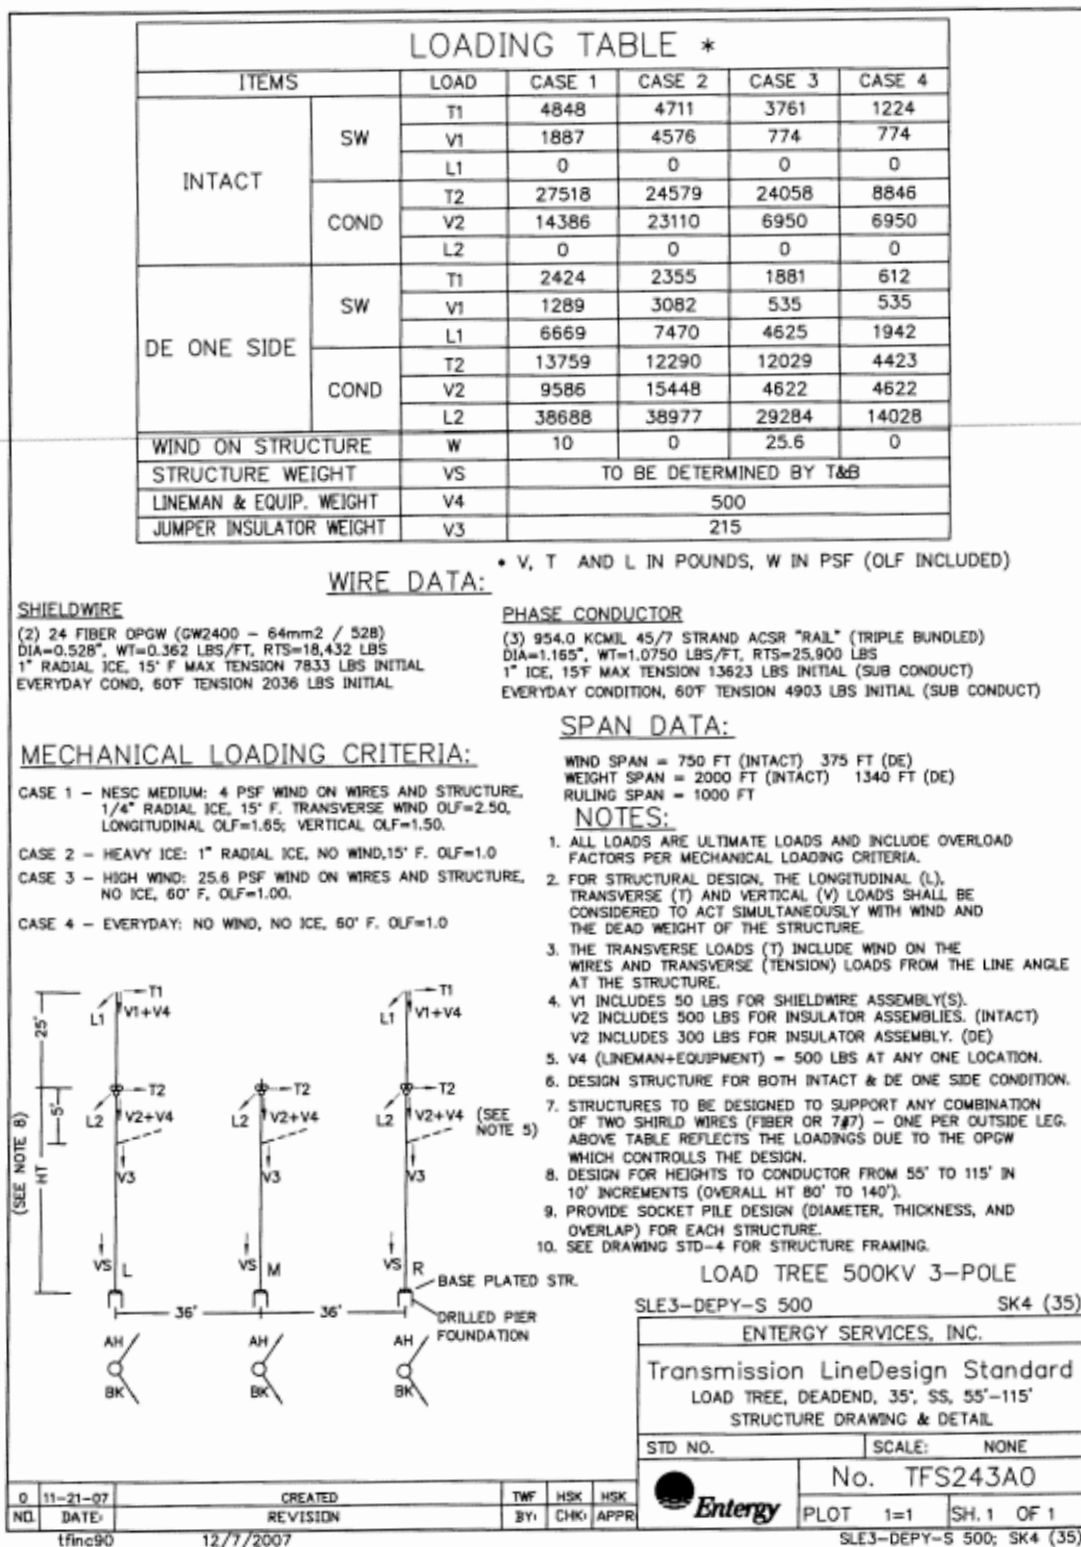 LOADING TABLE *
ITEMS LOAD CASE 1 CASE 2 CASE 3 CASE 4
INTACT
SW
T1 4848 4711 3761 1224
V1 1887 4576 774 774
L1 0 0 0 0
COND
T2 27518 24579 24058 8846
V2 14386 23110 6950 6950
L2 0 0 0 0
DE ONE SIDE
SW
T1 2424 2355 1881 612
V1 1289 3082 535 535
L1 6669 7470 4625 1942
COND
T2 13759 12290 12029 4423
V2 9586 15448 4622 4622
L2 38688 38977 29284 14028
WIND ON STRUCTURE W 10 0 25.6 0
STRUCTURE WEIGHT VS TO BE DETERMINED BY T&B
LINEMAN & EQUIP. WEIGHT V4 500
JUMPER INSULATOR WEIGHT V3 215
* V, T AND L IN POUNDS, W IN PSF (OLF INCLUDED)
WIRE DATA:
SHIELDWIRE
(2) 24 FIBER OPGW (GW2400 - 64mm2 / 528)
DIA=0.528", WT=0.362 LBS/FT, RTS=18,432 LBS
1" RADIAL ICE, 15° F MAX TENSION 7833 LBS INITIAL
EVERYDAY COND, 60°F TENSION 2036 LBS INITIAL
PHASE CONDUCTOR
(3) 954.0 KCMIL 45/7 STRAND ACSR "RAIL" (TRIPLE BUNDLED)
DIA=1.165", WT=1.0750 LBS/FT, RTS=25,900 LBS
1" ICE, 15°F MAX TENSION 13623 LBS INITIAL (SUB CONDUCT)
EVERYDAY CONDITION, 60°F TENSION 4903 LBS INITIAL (SUB CONDUCT)
SPAN DATA:
WIND SPAN = 750 FT (INTACT) 375 FT (DE)
WEIGHT SPAN = 2000 FT (INTACT) 1340 FT (DE)
RULING SPAN = 1000 FT
MECHANICAL LOADING CRITERIA:
CASE 1 - NESC MEDIUM: 4 PSF WIND ON WIRES AND STRUCTURE,
1/4" RADIAL ICE, 15° F. TRANSVERSE WIND OLF=2.50,
LONGITUDINAL OLF=1.65; VERTICAL OLF=1.50.
CASE 2 - HEAVY ICE: 1" RADIAL ICE, NO WIND,15° F. OLF=1.0
CASE 3 - HIGH WIND: 25.6 PSF WIND ON WIRES AND STRUCTURE,
NO ICE, 60° F, OLF=1.00.
CASE 4 - EVERYDAY: NO WIND, NO ICE, 60° F. OLF=1.0
NOTES:
1. ALL LOADS ARE ULTIMATE LOADS AND INCLUDE OVERLOAD
FACTORS PER MECHANICAL LOADING CRITERIA.
2. FOR STRUCTURAL DESIGN, THE LONGITUDINAL (L),
TRANSVERSE (T) AND VERTICAL (V) LOADS SHALL BE
CONSIDERED TO ACT SIMULTANEOUSLY WITH WIND AND
THE DEAD WEIGHT OF THE STRUCTURE.
3. THE TRANSVERSE LOADS (T) INCLUDE WIND ON THE
WIRES AND TRANSVERSE (TENSION) LOADS FROM THE LINE ANGLE
AT THE STRUCTURE.
4. V1 INCLUDES 50 LBS FOR SHIELDWIRE ASSEMBLY(S).
V2 INCLUDES 500 LBS FOR INSULATOR ASSEMBLIES. (INTACT)
V2 INCLUDES 300 LBS FOR INSULATOR ASSEMBLY. (DE)
5. V4 (LINEMAN+EQUIPMENT) = 500 LBS AT ANY ONE LOCATION.
6. DESIGN STRUCTURE FOR BOTH INTACT & DE ONE SIDE CONDITION.
7. STRUCTURES TO BE DESIGNED TO SUPPORT ANY COMBINATION
OF TWO SHIRLD WIRES (FIBER OR 7#7) - ONE PER OUTSIDE LEG.
ABOVE TABLE REFLECTS THE LOADINGS DUE TO THE OPGW
WHICH CONTROLLS THE DESIGN.
8. DESIGN FOR HEIGHTS TO CONDUCTOR FROM 55' TO 115' IN
10' INCREMENTS (OVERALL HT 80' TO 140').
9. PROVIDE SOCKET PILE DESIGN (DIAMETER, THICKNESS, AND
OVERLAP) FOR EACH STRUCTURE.
10. SEE DRAWING STD-4 FOR STRUCTURE FRAMING.
T1 T1
L1 V1+V4 L1 V1+V4
25'
T2 T2 T2
L2 V2+V4 L2 V2+V4 L2 V2+V4
(SEE
NOTE 5)
5'
(SEE NOTE 8)
HT
V3 V3 V3
VS L VS M VS R
BASE PLATED STR.
36' 36'
DRILLED PIER
FOUNDATION
AH AH AH
BK BK BK
LOAD TREE 500KV 3-POLE
SLE3-DEPY-S 500 SK4 (35)
ENTERGY SERVICES, INC.
Transmission LineDesign Standard
LOAD TREE, DEADEND, 35°, SS, 55'-115'
STRUCTURE DRAWING & DETAIL
STD NO. SCALE: NONE
Entergy
No. TFS243A0
PLOT 1=1 SH. 1 OF 1
0 11-21-07 CREATED TWF HSK HSK
NO. DATE: REVISION BY: CHK: APPR
tfinc90 12/7/2007 SLE3-DEPY-S 500; SK4 (35)